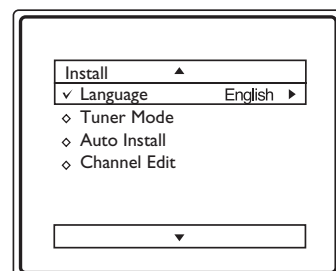 Install
Language English
Tuner Mode
Auto Install
Channel Edit